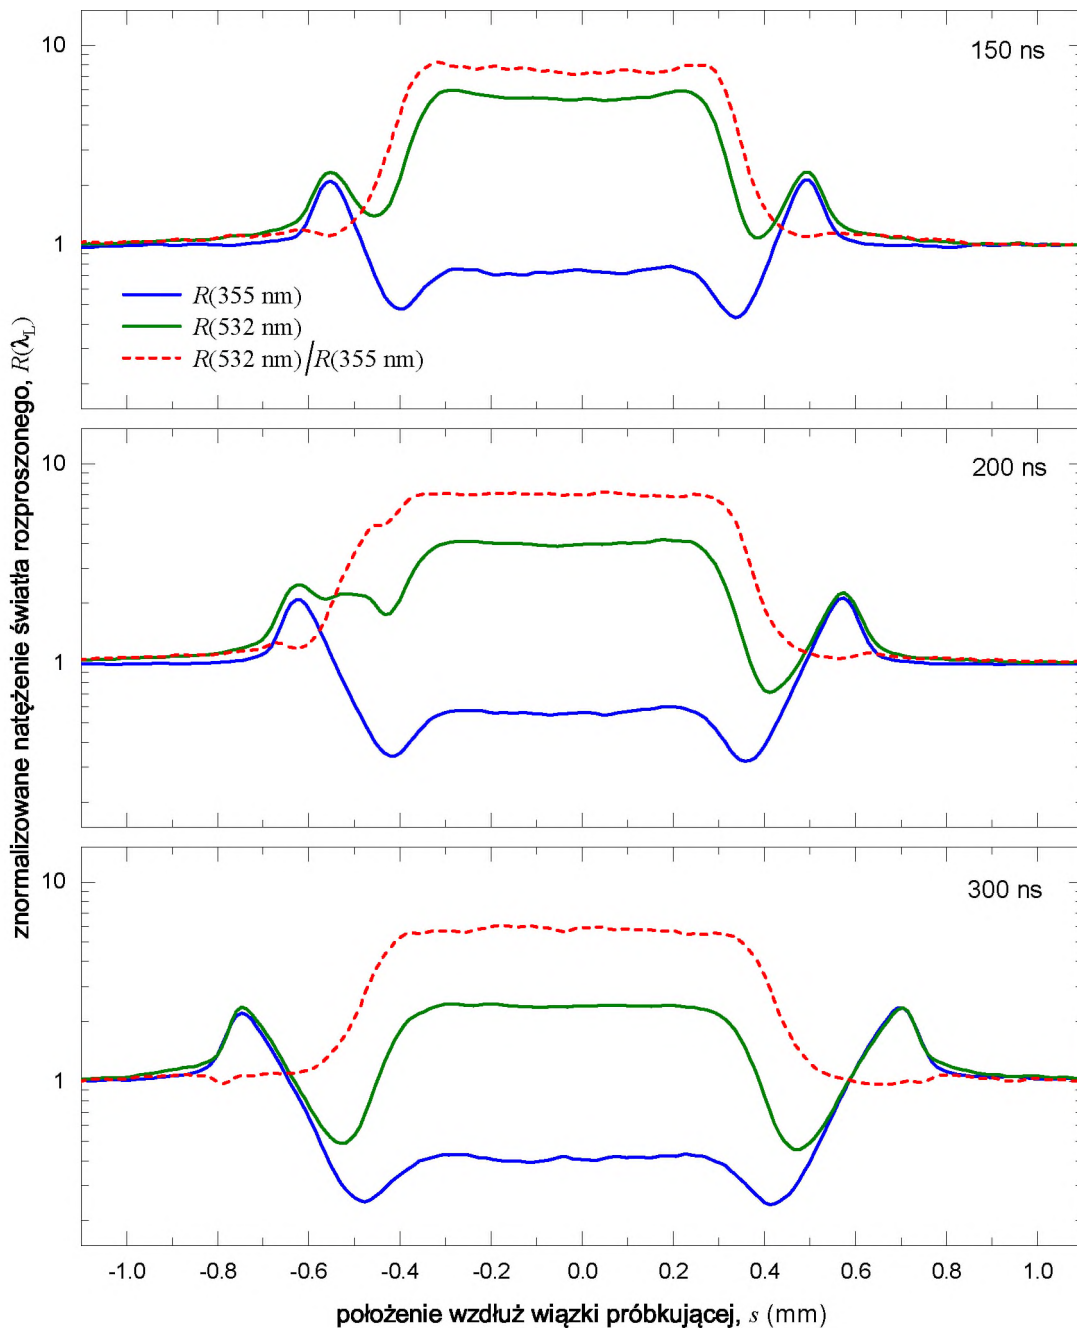 znormalizowane natężenie światła rozproszonego, R(λL)
10
1
150 ns
R(355 nm)
R(532 nm)
R(532 nm)/R(355 nm)
10
1
200 ns
10
1
300 ns
-1.0 -0.8 -0.6 -0.4 -0.2 0.0 0.2 0.4 0.6 0.8 1.0
położenie wzdłuż wiązki próbkującej, s (mm)